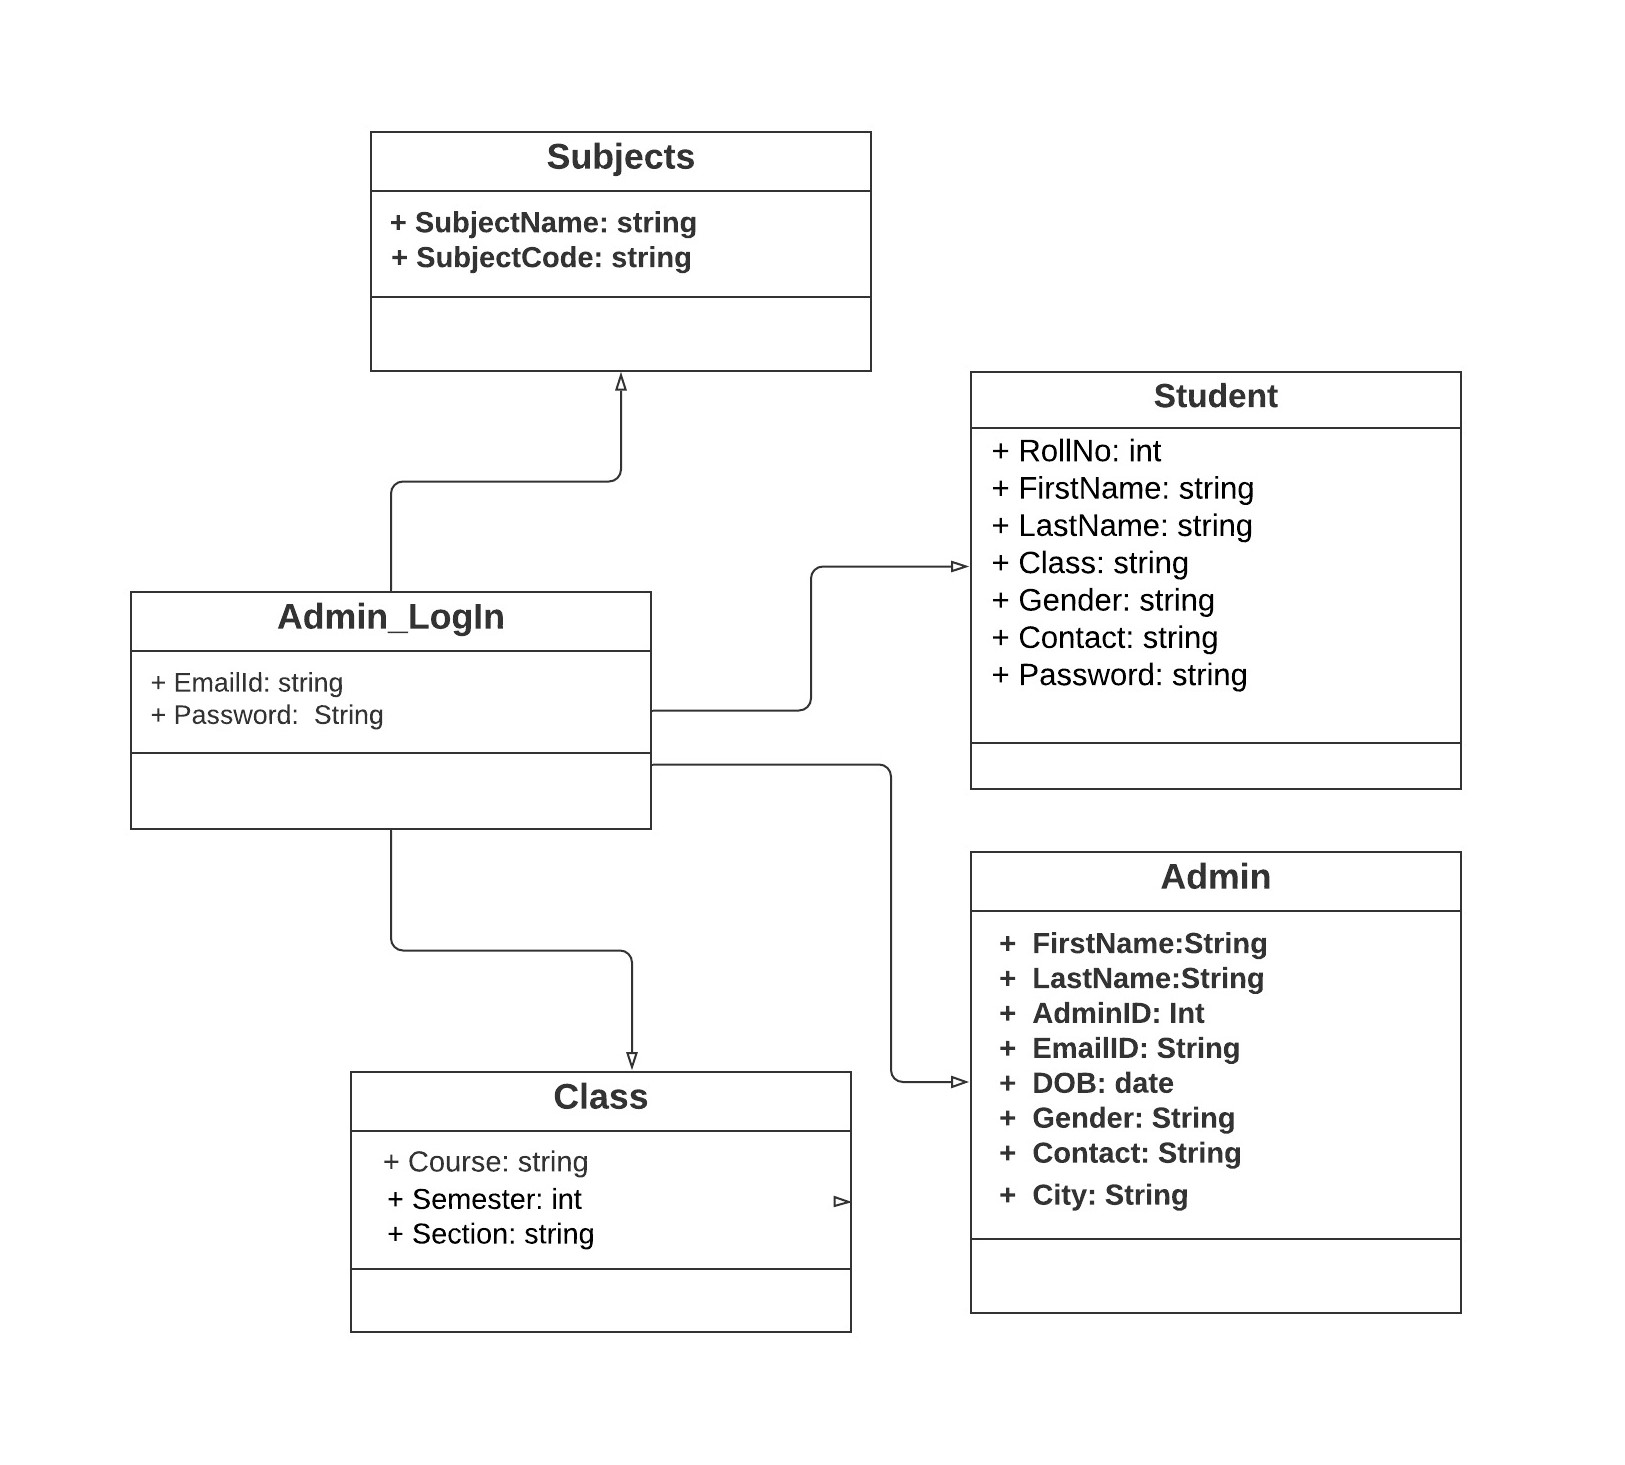 Subjects
+ SubjectName: string
+ SubjectCode: string
Student
+ RollNo: int
+ FirstName: string
+ LastName: string
+ Class: string
+ Gender: string
+ Contact: string
+ Password: string
Admin_LogIn
+ EmailId: string
+ Password:  String
Admin
+ FirstName:String
+ LastName:String
+ AdminID: Int
+ EmailID: String
+ DOB: date
+ Gender: String
+ Contact: String
+ City: String
Class
+ Course: string
+ Semester: int
+ Section: string